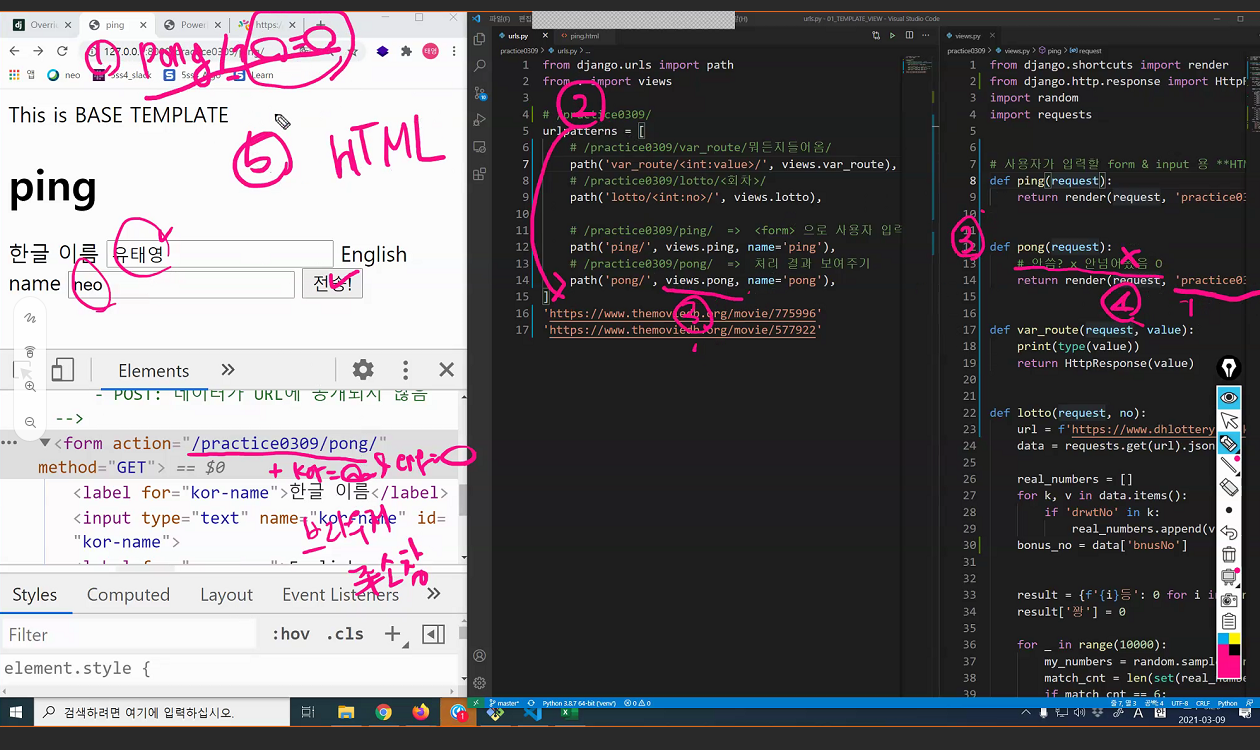 Overri
ping
Power
https:/
127.0.0.1:
앱
neo
5ss4_slack
Learn
① pong/
This is BASE TEMPLATE
⑤ HTML
ping
한글 이름 유태영 English
name neo 전송!
Elements
- POST: 데이터가 URL에 공개되지 않음
-->
<form action="/practice0309/pong/"
method="GET"> == $0
+ kor=
<label for="kor-name">한글 이름</label>
<input type="text" name="kor-name" id=
"kor-name">
브라우저
주소창
Styles Computed Layout Event Listeners
Filter :hov .cls
element.style {
검색하려면 여기에 입력하십시오.
파일(F)
(H)
urls.py - 01_TEMPLATE_VIEW - Visual Studio Code
urls.py
ping.html
practice0309 > urls.py > ...
1 from django.urls import path
2 from . import views
3
4 # /practice0309/
5 urlpatterns = [
6 # /practice0309/var_route/뭐든지들어옴/
7 path('var_route/<int:value>/', views.var_route),
8 # /practice0309/lotto/<회차>/
9 path('lotto/<int:no>/', views.lotto),
10
11 # /practice0309/ping/ => <form> 으로 사용자 입력
12 path('ping/', views.ping, name='ping'),
13 # /practice0309/pong/ => 처리 결과 보여주기
14 path('pong/', views.pong, name='pong'),
15 ]
16 'https://www.themoviedb.org/movie/775996'
17 'https://www.themoviedb.org/movie/577922'
②
③
views.py
practice0309 > views.py > ping > request
1 from django.shortcuts import render
2 from django.http.response import HttpR
3 import random
4 import requests
5
6
7 # 사용자가 입력할 form & input 용 **HTM
8 def ping(request):
9 return render(request, 'practice03
10
11
12 def pong(request):
13 # 안씀? x 안넘어왔음 O
14 return render(request, 'practice03
15
16
17 def var_route(request, value):
18 print(type(value))
19 return HttpResponse(value)
20
21
22 def lotto(request, no):
23 url = f'https://www.dhlottery
24 data = requests.get(url).json
25
26 real_numbers = []
27 for k, v in data.items():
28 if 'drwtNo' in k:
29 real_numbers.append(v
30 bonus_no = data['bnusNo']
31
32
33 result = {f'{i}등': 0 for i in
34 result['꽝'] = 0
35
36 for _ in range(10000):
37 my_numbers = random.sampl
38 match_cnt = len(set(real_num
39 if match_cnt == 6:
③
④
master*
Python 3.8.7 64-bit ('venv')
0 0
줄 7, 열 3
공백: 4
UTF-8
CRLF
Python
A
2021-03-09